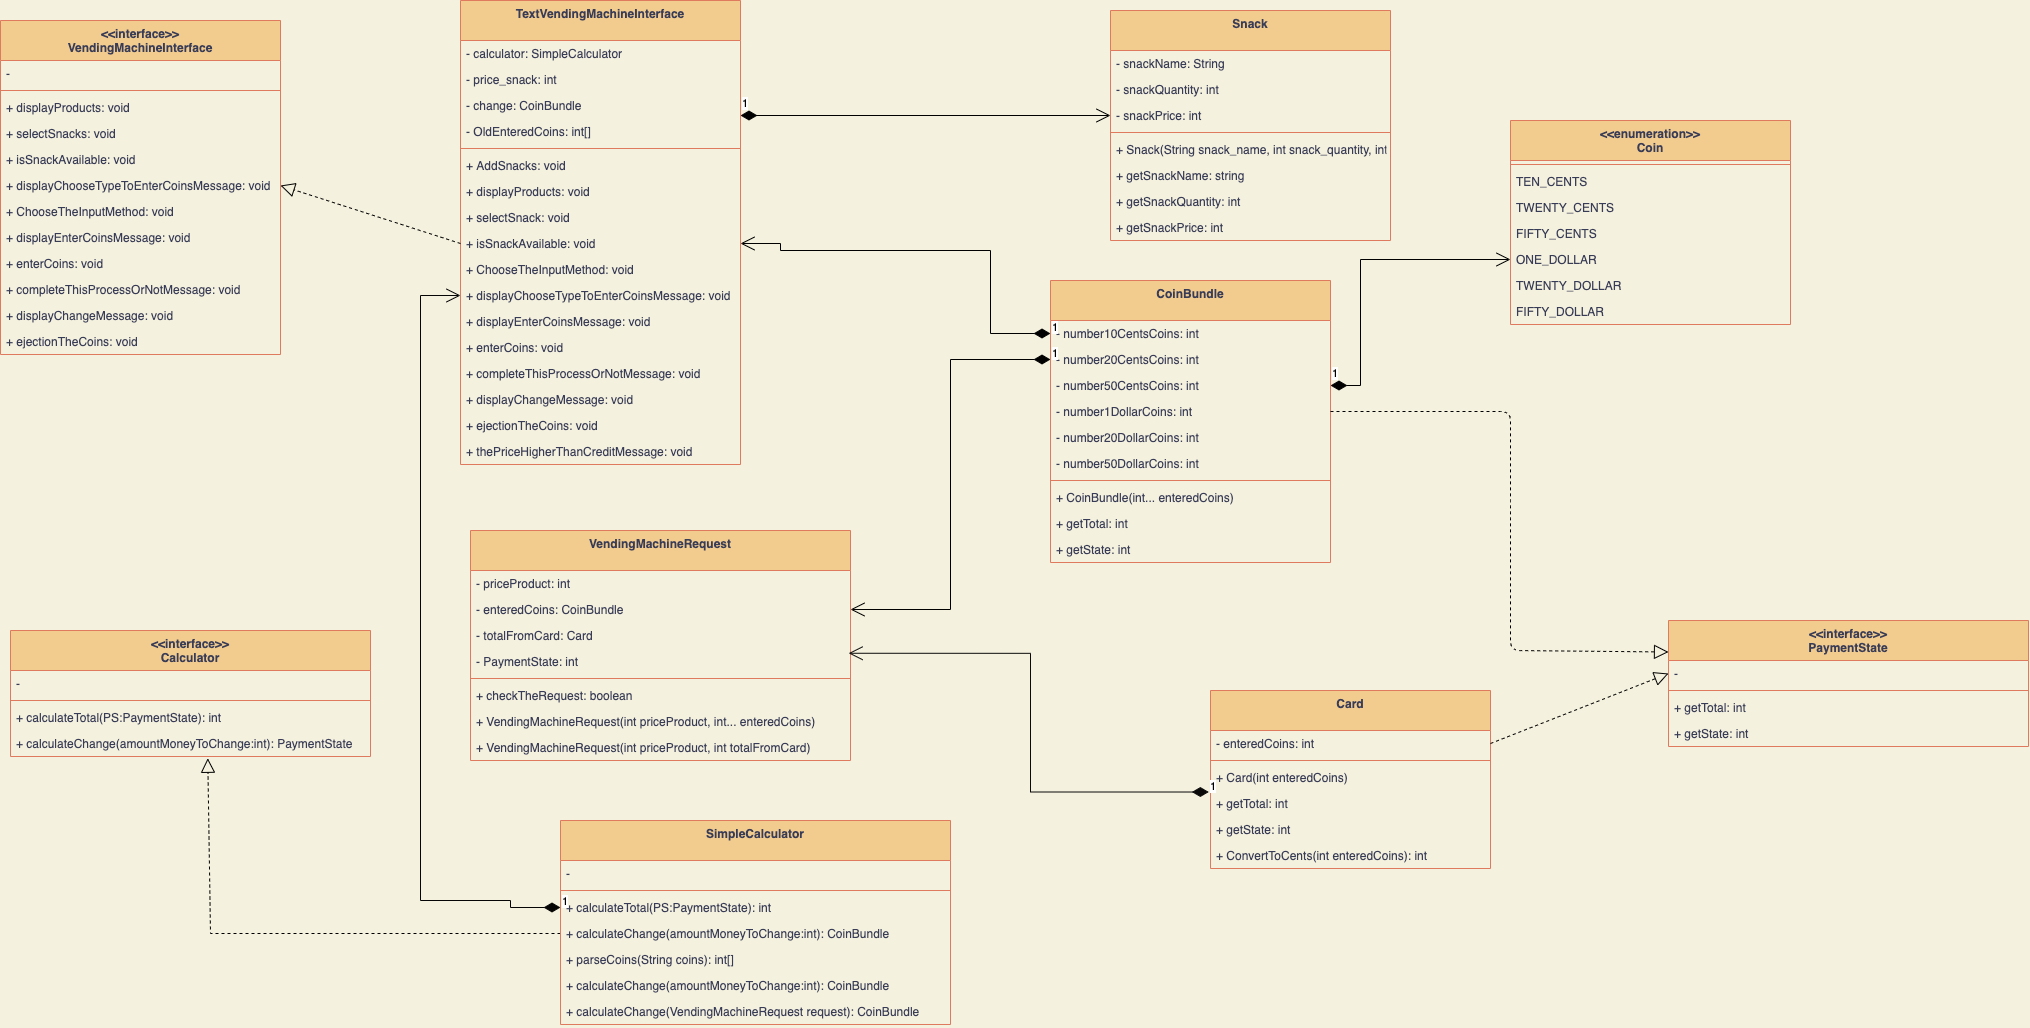 <<interface>>
VendingMachineInterface
-
+ displayProducts: void
+ selectSnacks: void
+ isSnackAvailable: void
+ displayChooseTypeToEnterCoinsMessage: void
+ ChooseTheInputMethod: void
+ displayEnterCoinsMessage: void
+ enterCoins: void
+ completeThisProcessOrNotMessage: void
+ displayChangeMessage: void
+ ejectionTheCoins: void
TextVendingMachineInterface
- calculator: SimpleCalculator
- price_snack: int
- change: CoinBundle
- OldEnteredCoins: int[]
+ AddSnacks: void
+ displayProducts: void
+ selectSnack: void
+ isSnackAvailable: void
+ ChooseTheInputMethod: void
+ displayChooseTypeToEnterCoinsMessage: void
+ displayEnterCoinsMessage: void
+ enterCoins: void
+ completeThisProcessOrNotMessage: void
+ displayChangeMessage: void
+ ejectionTheCoins: void
+ thePriceHigherThanCreditMessage: void
1
Snack
- snackName: String
- snackQuantity: int
- snackPrice: int
+ Snack(String snack_name, int snack_quantity, int
+ getSnackName: string
+ getSnackQuantity: int
+ getSnackPrice: int
<<enumeration>>
Coin
TEN_CENTS
TWENTY_CENTS
FIFTY_CENTS
ONE_DOLLAR
TWENTY_DOLLAR
FIFTY_DOLLAR
CoinBundle
1
- number10CentsCoins: int
1
- number20CentsCoins: int
- number50CentsCoins: int
- number1DollarCoins: int
- number20DollarCoins: int
- number50DollarCoins: int
+ CoinBundle(int... enteredCoins)
+ getTotal: int
+ getState: int
1
VendingMachineRequest
- priceProduct: int
- enteredCoins: CoinBundle
- totalFromCard: Card
- PaymentState: int
+ checkTheRequest: boolean
+ VendingMachineRequest(int priceProduct, int... enteredCoins)
+ VendingMachineRequest(int priceProduct, int totalFromCard)
<<interface>>
Calculator
-
+ calculateTotal(PS:PaymentState): int
+ calculateChange(amountMoneyToChange:int): PaymentState
<<interface>>
PaymentState
-
+ getTotal: int
+ getState: int
Card
- enteredCoins: int
+ Card(int enteredCoins)
1
+ getTotal: int
+ getState: int
+ ConvertToCents(int enteredCoins): int
SimpleCalculator
-
1
+ calculateTotal(PS:PaymentState): int
+ calculateChange(amountMoneyToChange:int): CoinBundle
+ parseCoins(String coins): int[]
+ calculateChange(amountMoneyToChange:int): CoinBundle
+ calculateChange(VendingMachineRequest request): CoinBundle